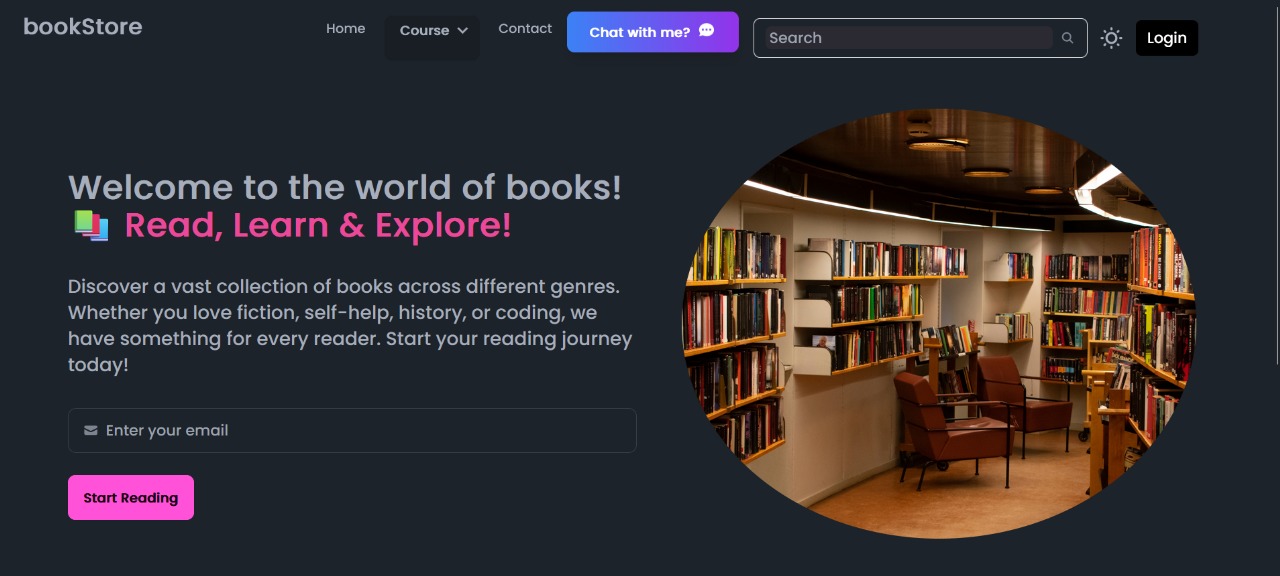 bookStore
Home
Course
Contact
Chat with me?
Search
Login
Welcome to the world of books!
📚 Read, Learn & Explore!
Discover a vast collection of books across different genres.
Whether you love fiction, self-help, history, or coding, we
have something for every reader. Start your reading journey
today!
Enter your email
Start Reading